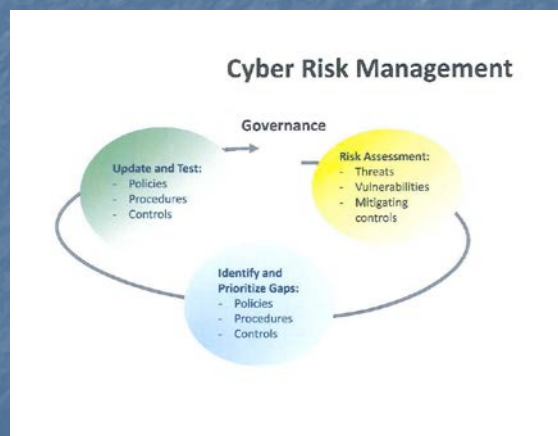 Cyber Risk Management
Governance
Update and Test:
- Policies
- Procedures
- Controls
Risk Assessment:
- Threats
- Vulnerabilities
- Mitigating
controls
Identify and
Prioritize Gaps:
- Policies
- Procedures
- Controls